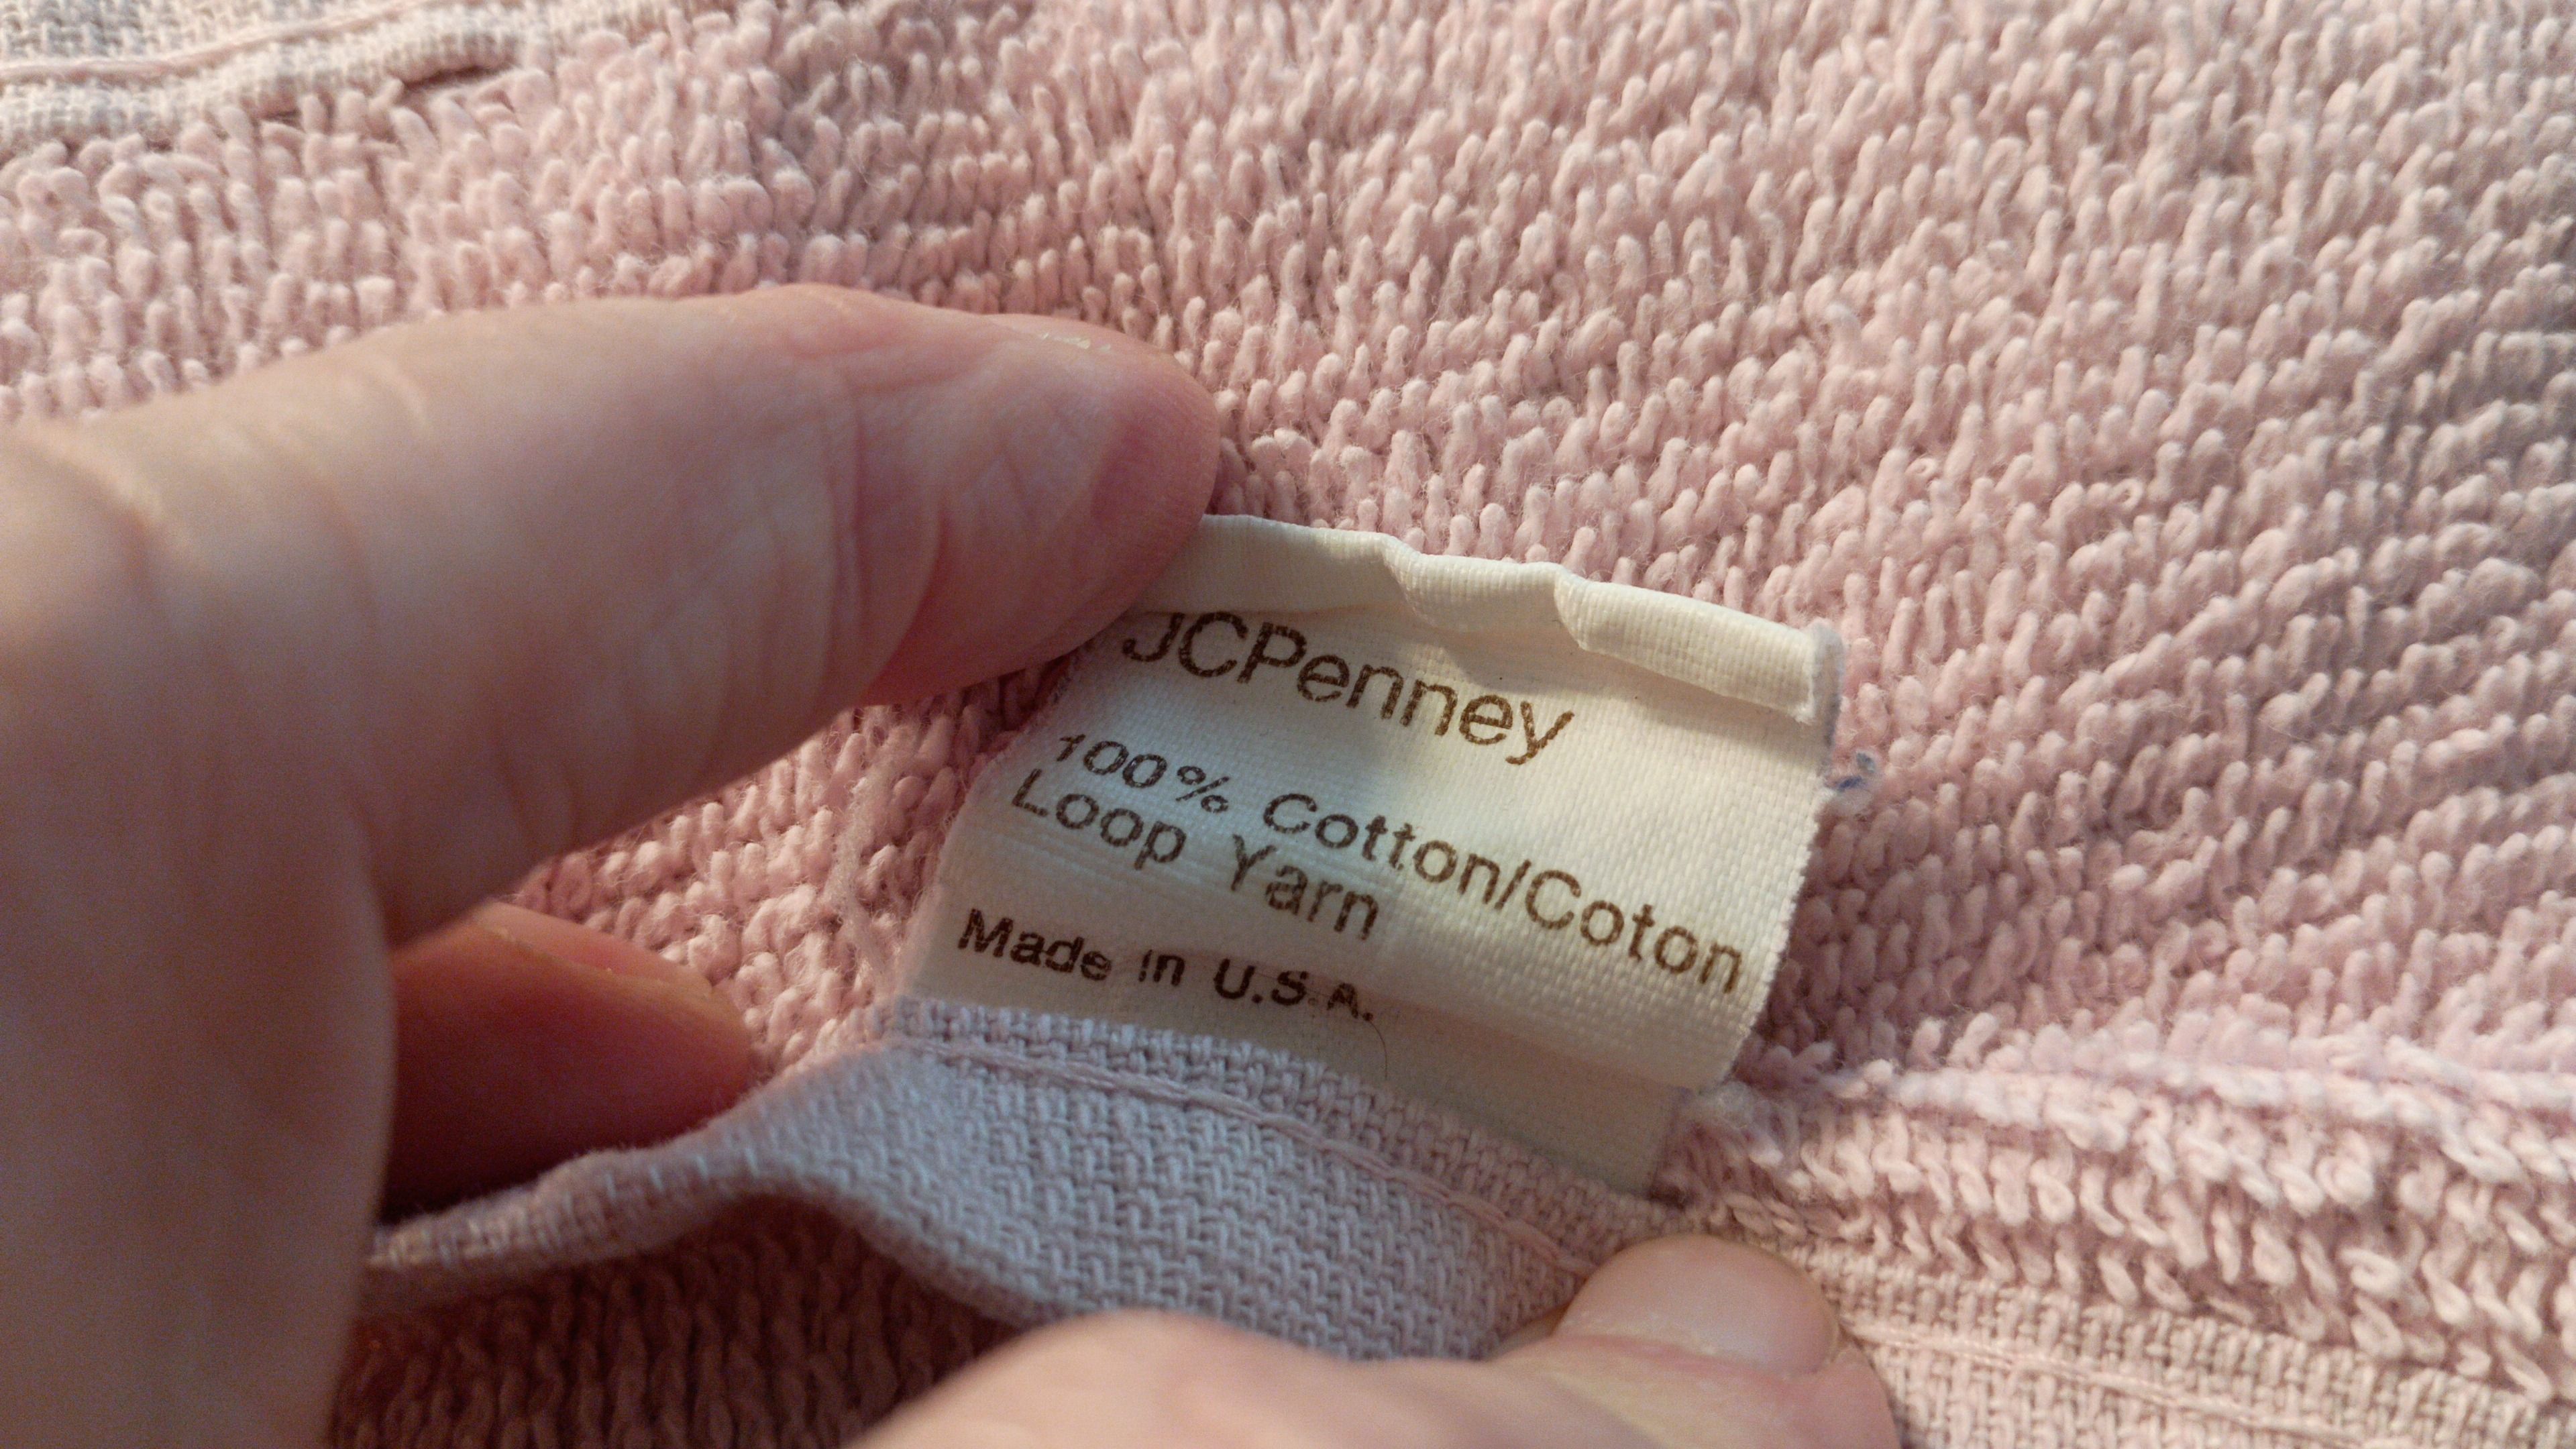 JCPenney
100% Cotton/Coton
Loop Yarn
Made in U.S.A.